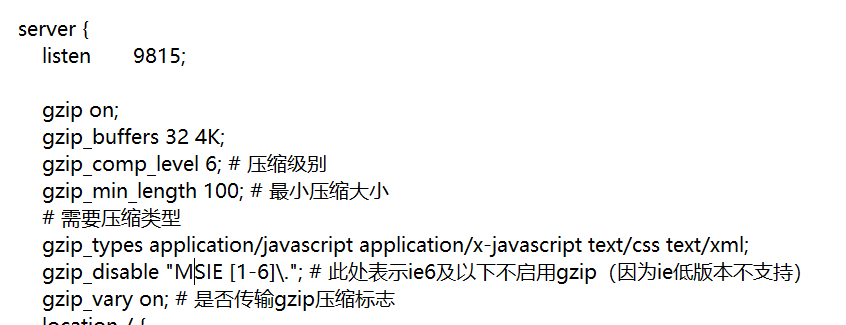 server {
listen 9815;
gzip on;
gzip_buffers 32 4K;
gzip_comp_level 6; # 压缩级别
gzip_min_length 100; # 最小压缩大小
# 需要压缩类型
gzip_types application/javascript application/x-javascript text/css text/xml;
gzip_disable "MSIE [1-6]\."; # 此处表示ie6及以下不启用gzip（因为ie低版本不支持）
gzip_vary on; # 是否传输gzip压缩标志
location / {